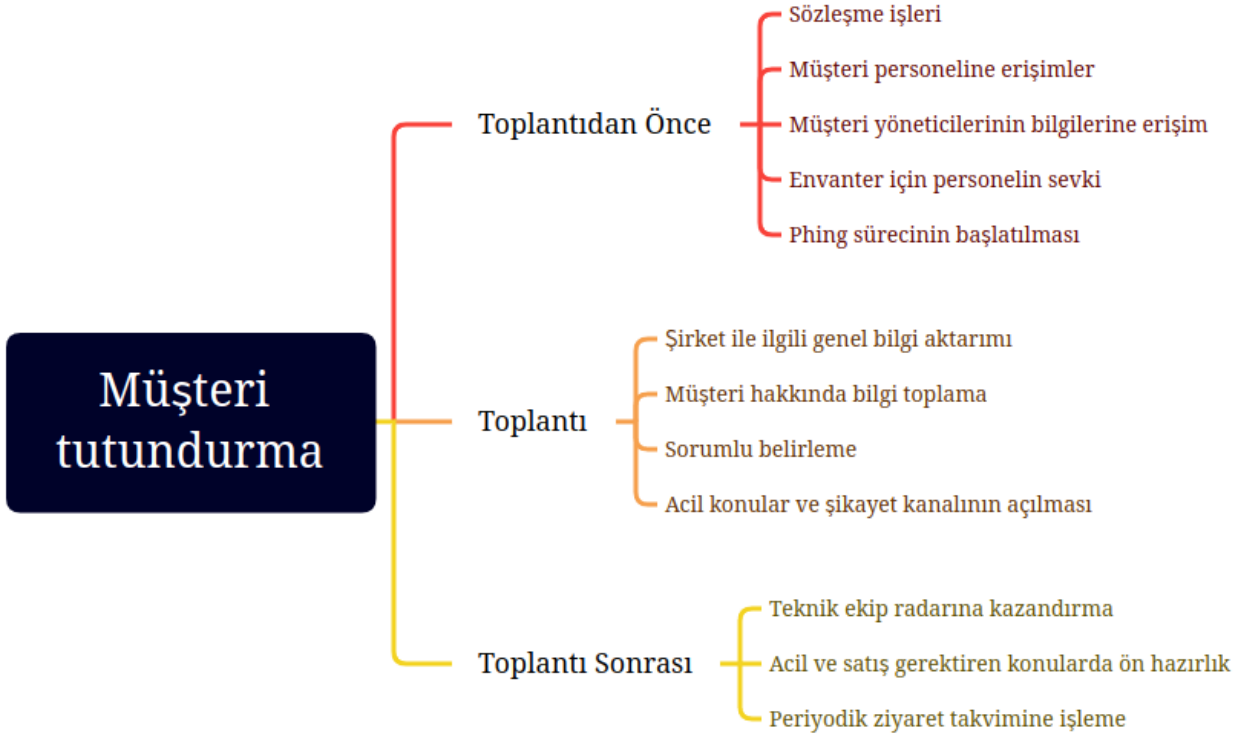 Müşteri
tutundurma
Toplantıdan Önce
Sözleşme işleri
Müşteri personeline erişimler
Müşteri yöneticilerinin bilgilerine erişim
Envanter için personelin sevki
Phing sürecinin başlatılması
Toplantı
Şirket ile ilgili genel bilgi aktarımı
Müşteri hakkında bilgi toplama
Sorumlu belirleme
Acil konular ve şikayet kanalının açılması
Toplantı Sonrası
Teknik ekip radarına kazandırma
Acil ve satış gerektiren konularda ön hazırlık
Periyodik ziyaret takvimine işleme